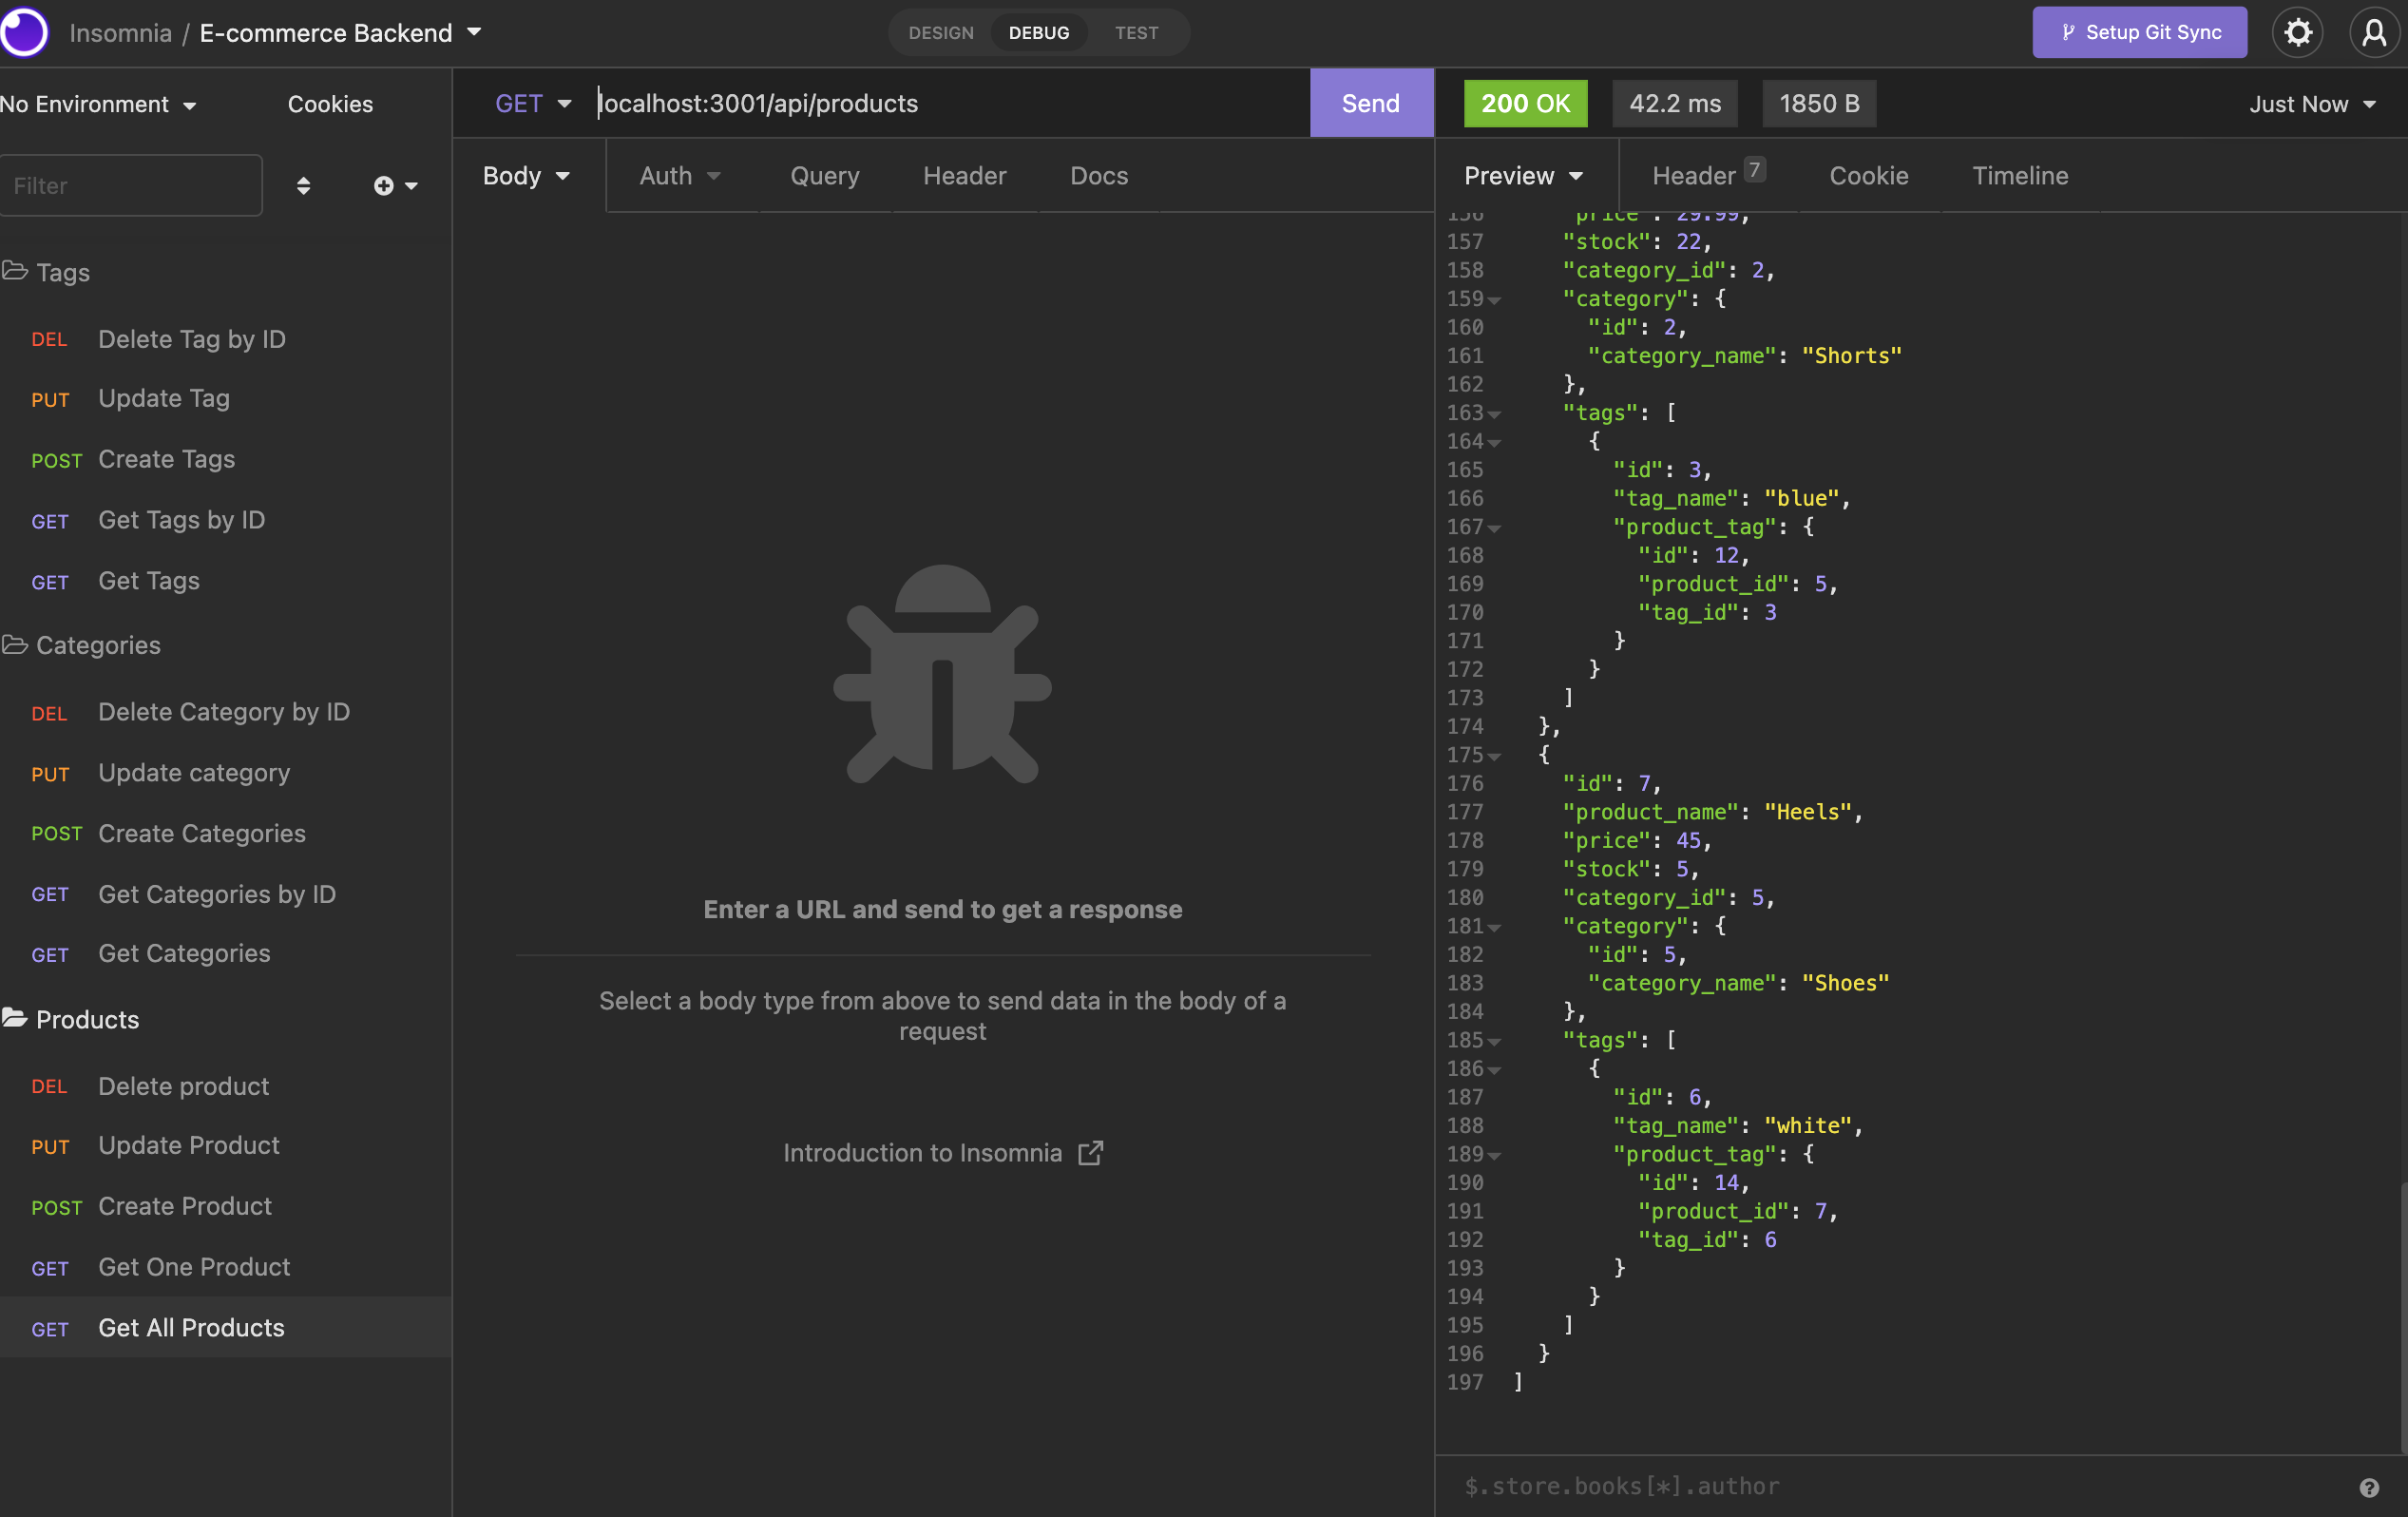 Insomnia / E-commerce Backend
DESIGN DEBUG TEST
Setup Git Sync
No Environment Cookies
Filter
Tags
DEL Delete Tag by ID
PUT Update Tag
POST Create Tags
GET Get Tags by ID
GET Get Tags
Categories
DEL Delete Category by ID
PUT Update category
POST Create Categories
GET Get Categories by ID
GET Get Categories
Products
DEL Delete product
PUT Update Product
POST Create Product
GET Get One Product
GET Get All Products
GET localhost:3001/api/products Send
Body Auth Query Header Docs
Enter a URL and send to get a response
Select a body type from above to send data in the body of a
request
Introduction to Insomnia
200 OK 42.2 ms 1850 B Just Now
Preview Header 7 Cookie Timeline
156 "price": 29.99,
157 "stock": 22,
158 "category_id": 2,
159 "category": {
160 "id": 2,
161 "category_name": "Shorts"
162 },
163 "tags": [
164 {
165 "id": 3,
166 "tag_name": "blue",
167 "product_tag": {
168 "id": 12,
169 "product_id": 5,
170 "tag_id": 3
171 }
172 }
173 ]
174 },
175 {
176 "id": 7,
177 "product_name": "Heels",
178 "price": 45,
179 "stock": 5,
180 "category_id": 5,
181 "category": {
182 "id": 5,
183 "category_name": "Shoes"
184 },
185 "tags": [
186 {
187 "id": 6,
188 "tag_name": "white",
189 "product_tag": {
190 "id": 14,
191 "product_id": 7,
192 "tag_id": 6
193 }
194 }
195 ]
196 }
197 ]
$.store.books[*].author